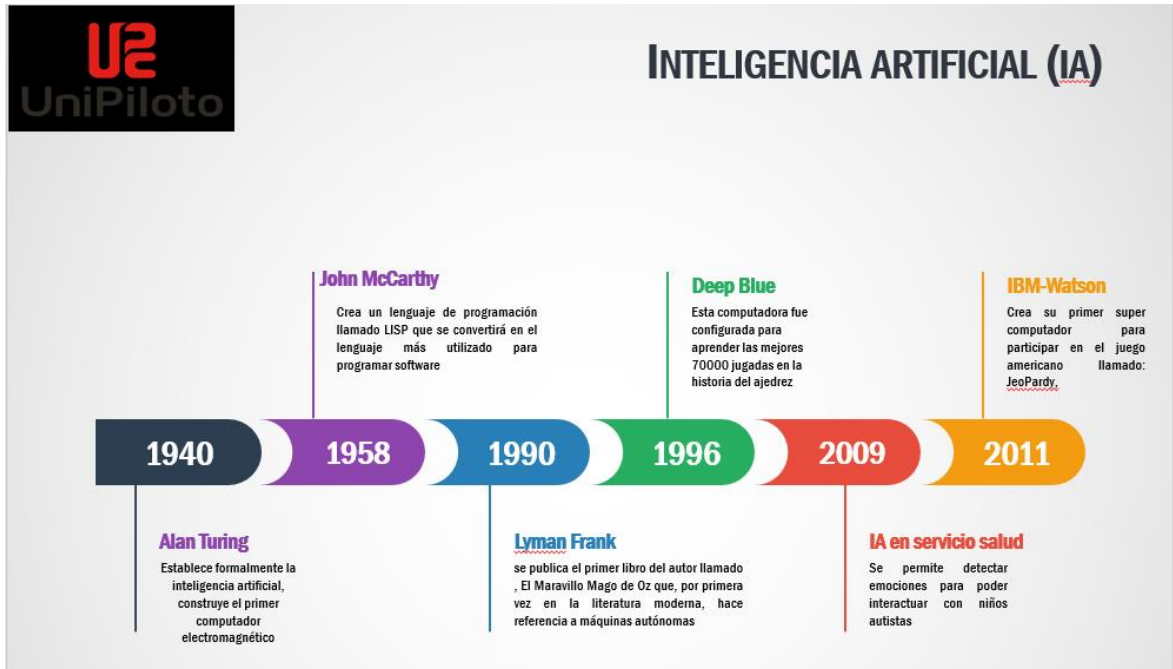 UniPiloto
INTELIGENCIA ARTIFICIAL (IA)
John McCarthy
Crea un lenguaje de programación
llamado LISP que se convertirá en el
lenguaje más utilizado para
programar software
Deep Blue
Esta computadora fue
configurada para
aprender las mejores
70000 jugadas en la
historia del ajedrez
IBM-Watson
Crea su primer super
computador para
participar en el juego
americano llamado:
JeoPardy,
1940
1958
1990
1996
2009
2011
Alan Turing
Establece formalmente la
inteligencia artificial,
construye el primer
computador
electromagnético
Lyman Frank
se publica el primer libro del autor llamado
, El Maravillo Mago de Oz que, por primera
vez en la literatura moderna, hace
referencia a máquinas autónomas
IA en servicio salud
Se permite detectar
emociones para poder
interactuar con niños
autistas